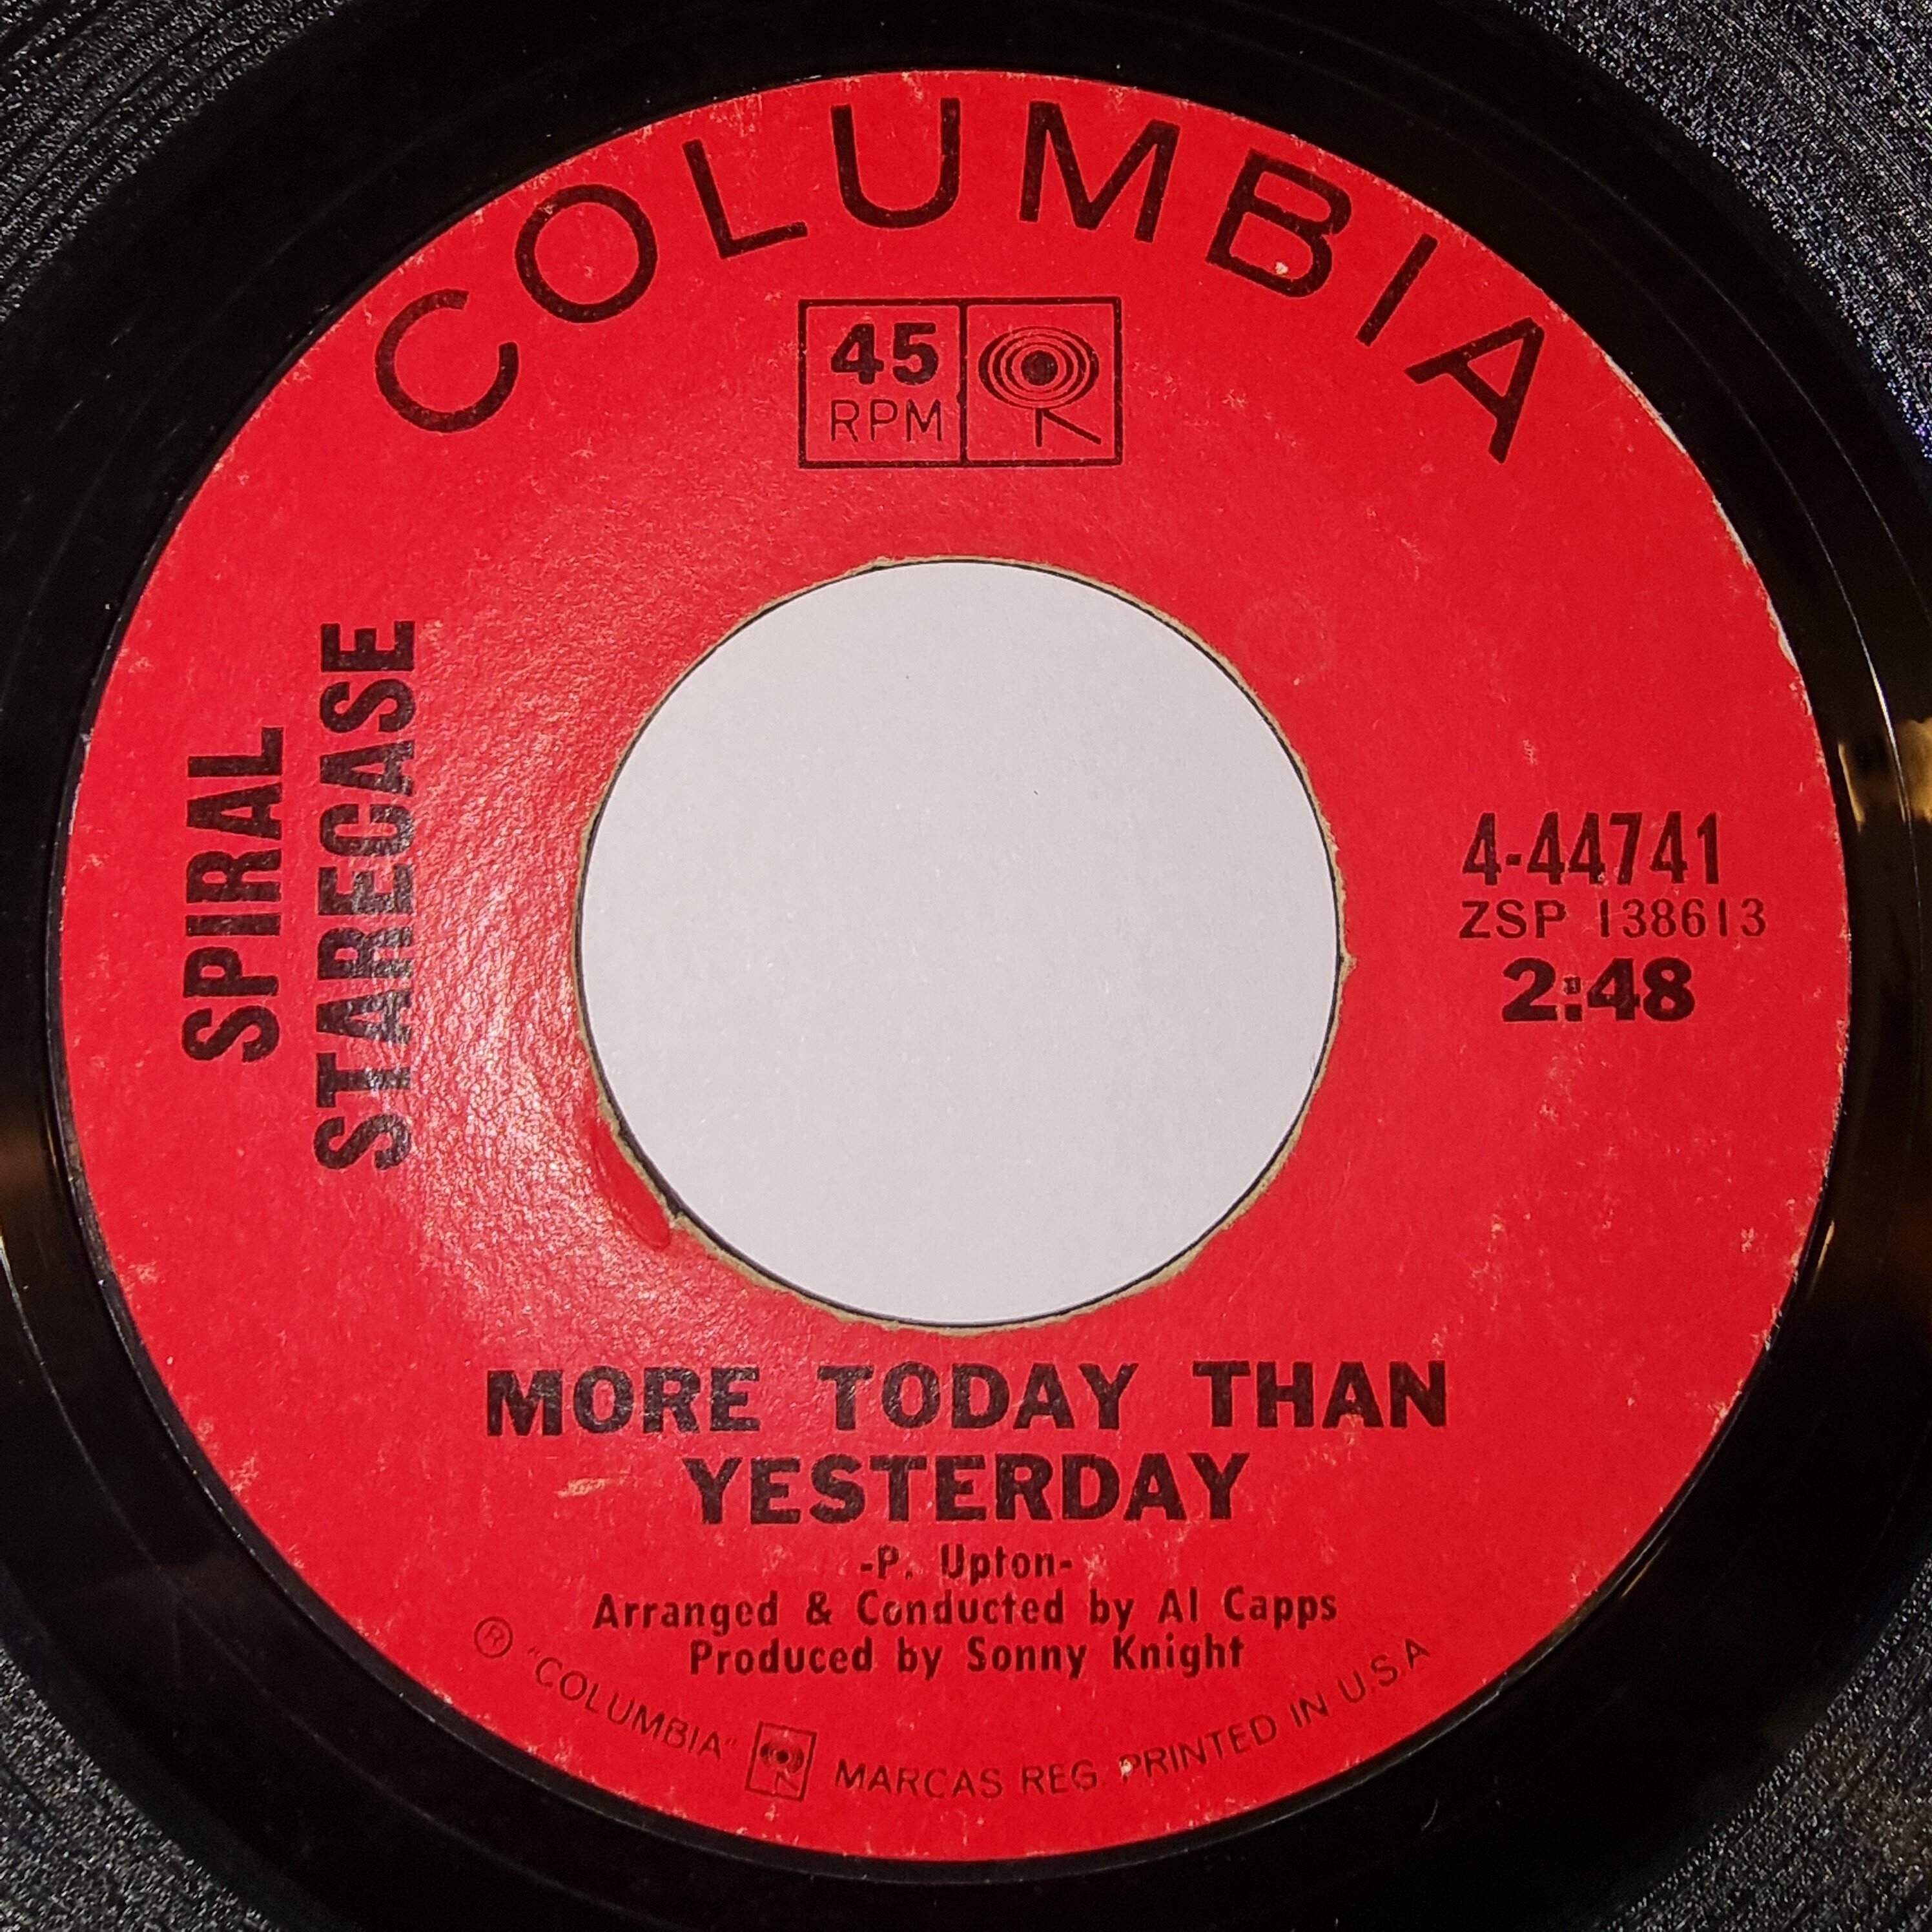 COLUMBIA
45
RPM
SPIRAL
STARECASE
4-44741
ZSP 138613
2:48
MORE TODAY THAN
YESTERDAY
-P. Upton-
Arranged & Conducted by Al Capps
Produced by Sonny Knight
® "COLUMBIA" MARCAS REG. PRINTED IN U.S.A